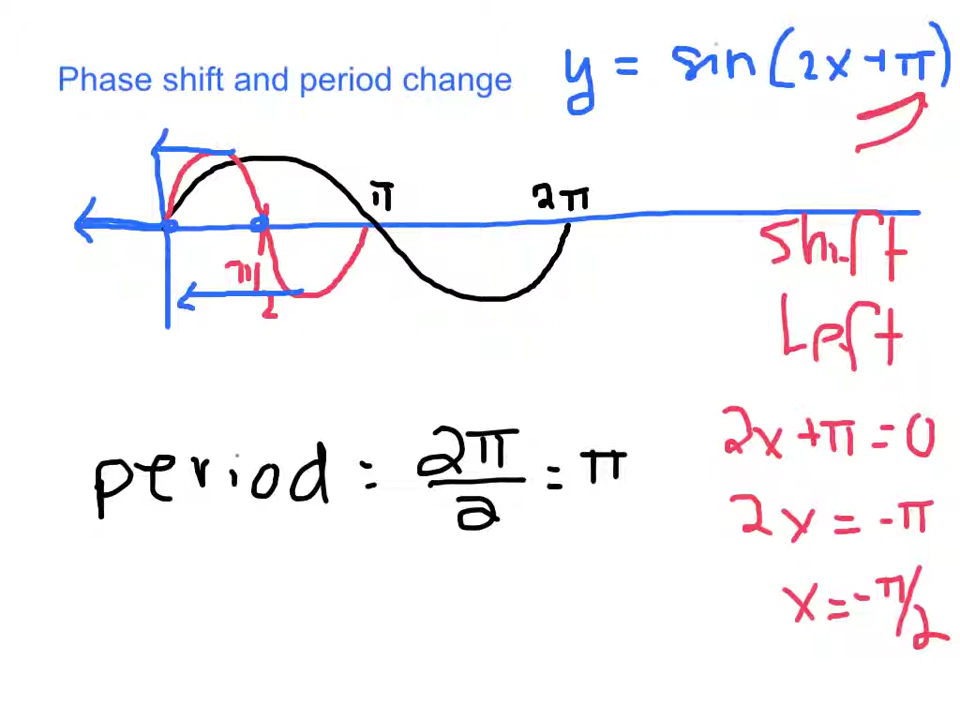 Phase shift and period change
y = sin(2x+π)
π
2π
π/2
Shift
Left
period = 2π/2 = π
2x+π=0
2x=-π
x=-π/2